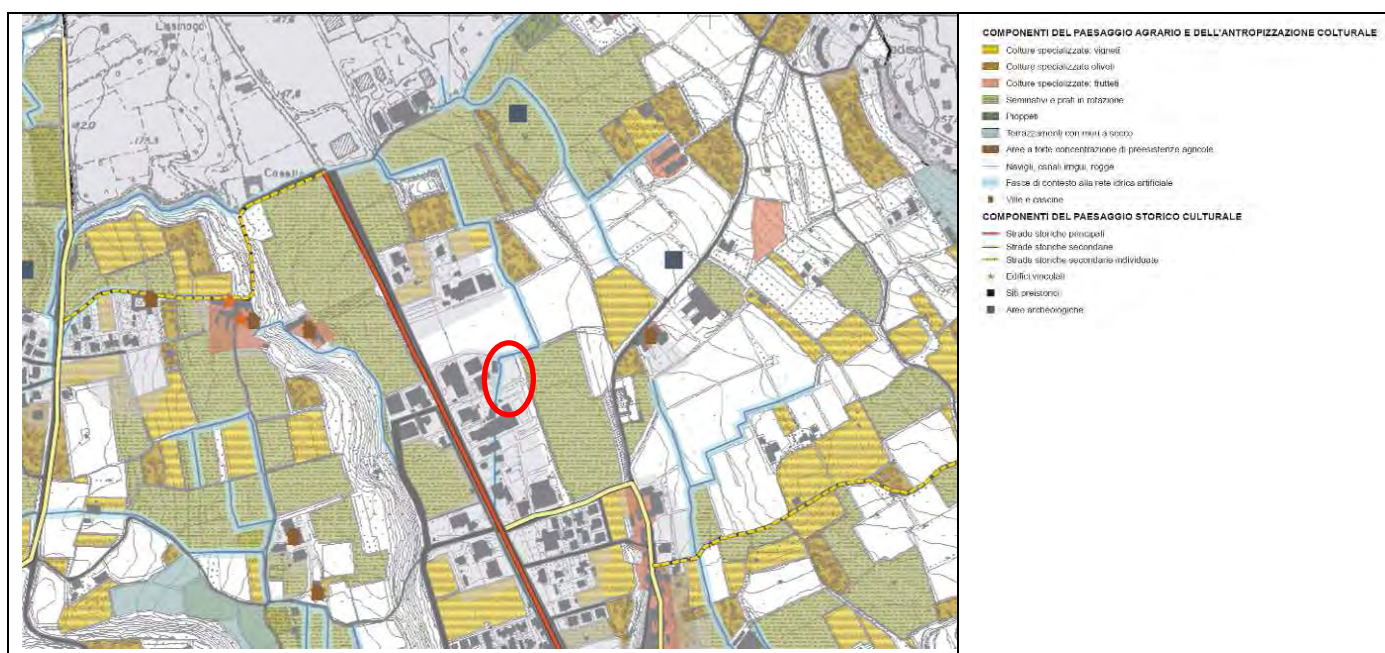 Casello
COMPONENTI DEL PAESAGGIO AGRARIO E DELL'ANTROPIZZAZIONE COLTURALE
Colture specializzate: vigneti
Colture specializzate oliveti
Colture specializzate: frutteti
Seminativi e prati in rotazione
Pioppeti
Terrazzamenti con muri a secco
Aree a forte concentrazione di preesistenze agricole
Navigli, canali irrigui, rogge
Fasce di contesto alla rete idrica artificiale
Ville e cascine
COMPONENTI DEL PAESAGGIO STORICO CULTURALE
Strade storiche principali
Strade storiche secondarie
Strade storiche secondarie individuate
Edifici vincolati
Siti preistorici
Aree archeologiche